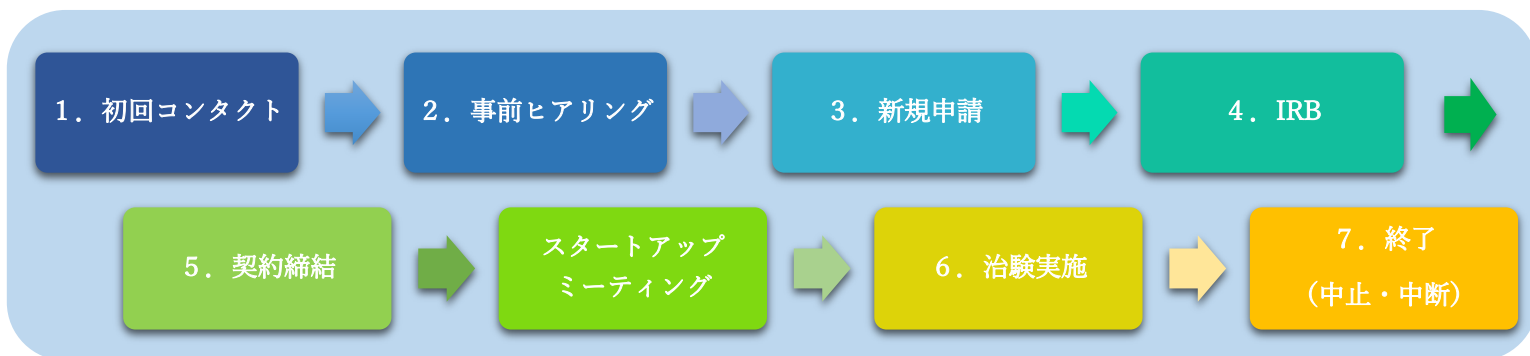 １．初回コンタクト
２．事前ヒアリング
３．新規申請
４．IRB
５．契約締結
スタートアップ
ミーティング
６．治験実施
７．終了
（中止・中断）